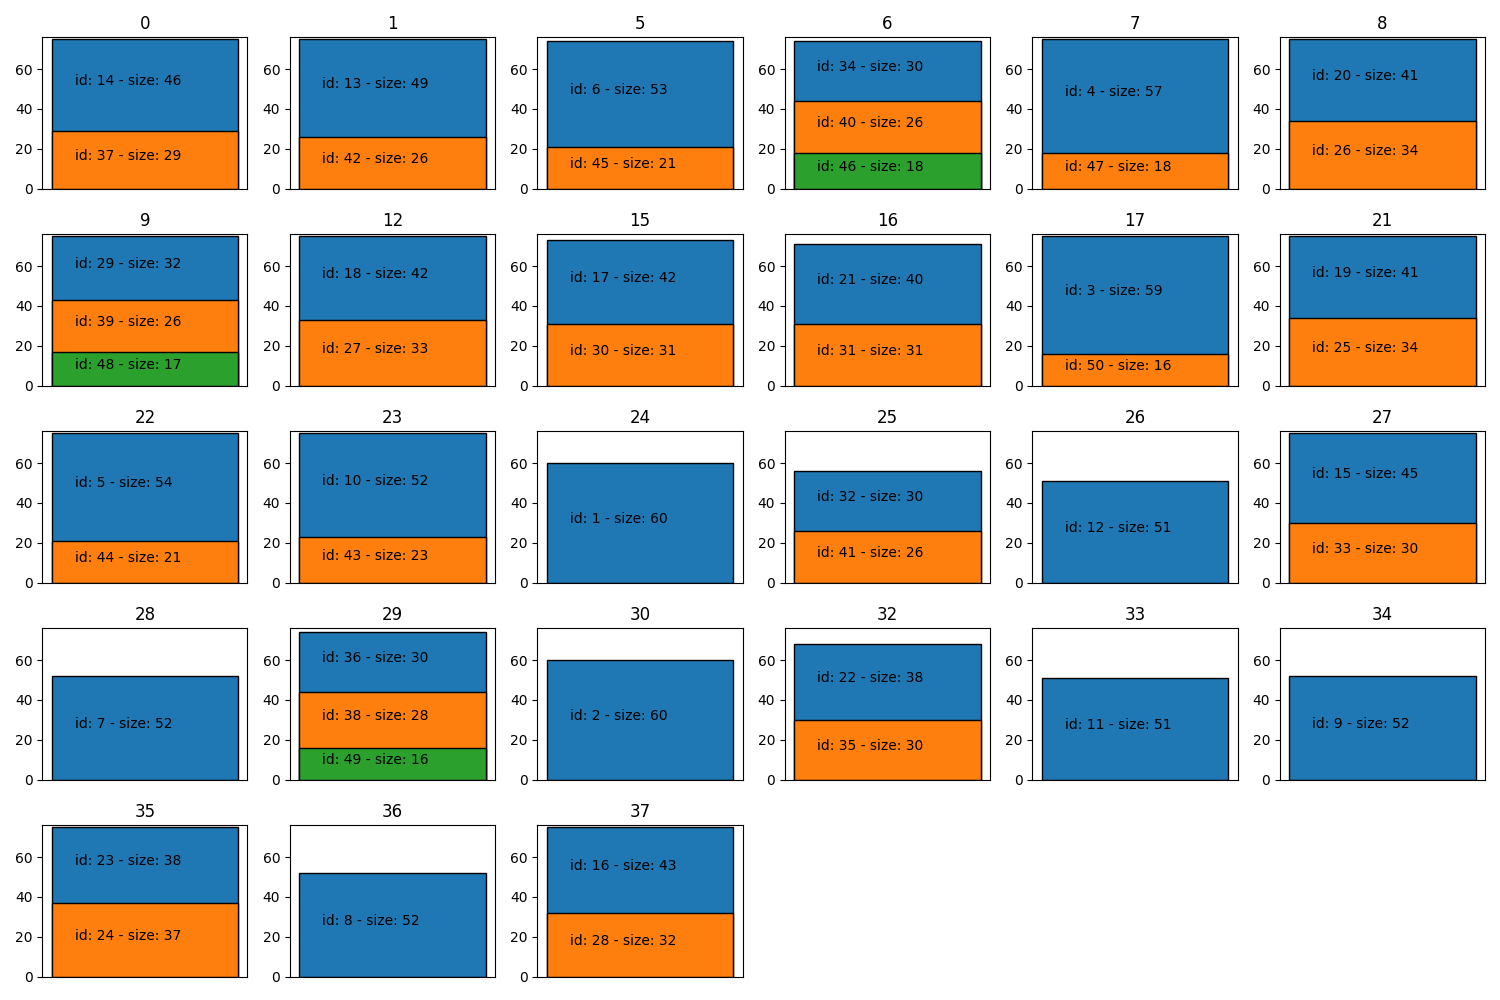 0 1 5 6 7 8
60 id: 14 - size: 46 60 id: 13 - size: 49 60 id: 6 - size: 53 60 id: 34 - size: 30 60 id: 4 - size: 57 60 id: 20 - size: 41
40 40 40 40 id: 40 - size: 26 40 40
20 id: 37 - size: 29 20 id: 42 - size: 26 20 id: 45 - size: 21 20 id: 46 - size: 18 20 id: 47 - size: 18 20 id: 26 - size: 34
0 0 0 0 0 0
9 12 15 16 17 21
60 id: 29 - size: 32 60 id: 18 - size: 42 60 id: 17 - size: 42 60 id: 21 - size: 40 60 id: 3 - size: 59 60 id: 19 - size: 41
40 id: 39 - size: 26 40 40 40 40 40
20 id: 48 - size: 17 20 id: 27 - size: 33 20 id: 30 - size: 31 20 id: 31 - size: 31 20 id: 50 - size: 16 20 id: 25 - size: 34
0 0 0 0 0 0
22 23 24 25 26 27
60 id: 5 - size: 54 60 id: 10 - size: 52 60 60 60 60 id: 15 - size: 45
40 40 40 id: 1 - size: 60 40 id: 32 - size: 30 40 id: 12 - size: 51 40
20 id: 44 - size: 21 20 id: 43 - size: 23 20 20 id: 41 - size: 26 20 20 id: 33 - size: 30
0 0 0 0 0 0
28 29 30 32 33 34
60 60 id: 36 - size: 30 60 60 id: 22 - size: 38 60 60
40 id: 7 - size: 52 40 id: 38 - size: 28 40 id: 2 - size: 60 40 40 id: 11 - size: 51 40 id: 9 - size: 52
20 20 id: 49 - size: 16 20 20 id: 35 - size: 30 20 20
0 0 0 0 0 0
35 36 37
60 id: 23 - size: 38 60 60 id: 16 - size: 43
40 40 id: 8 - size: 52 40
20 id: 24 - size: 37 20 20 id: 28 - size: 32
0 0 0